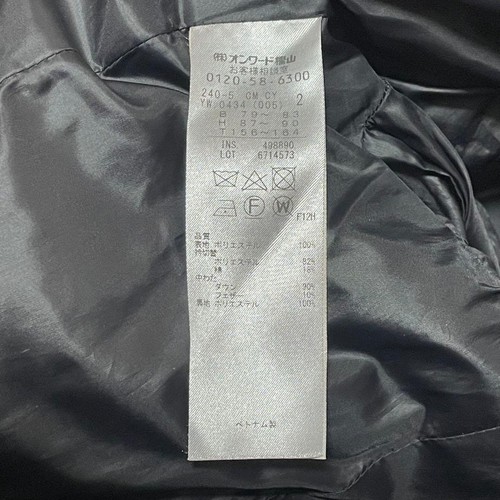 (株)オンワード樫山
お客様相談室
0120-58-6300
240-5 CM CY 2
YW 0434 (005)
B 79～ 83
H 87～ 90
T 156～164
INS. 498890
LOT 6714573
F W F12H
品質
表地 ポリエステル 100%
衿切替
ポリエステル 82%
綿 18%
中わた
ダウン 90%
フェザー 10%
裏地 ポリエステル 100%
ベトナム製